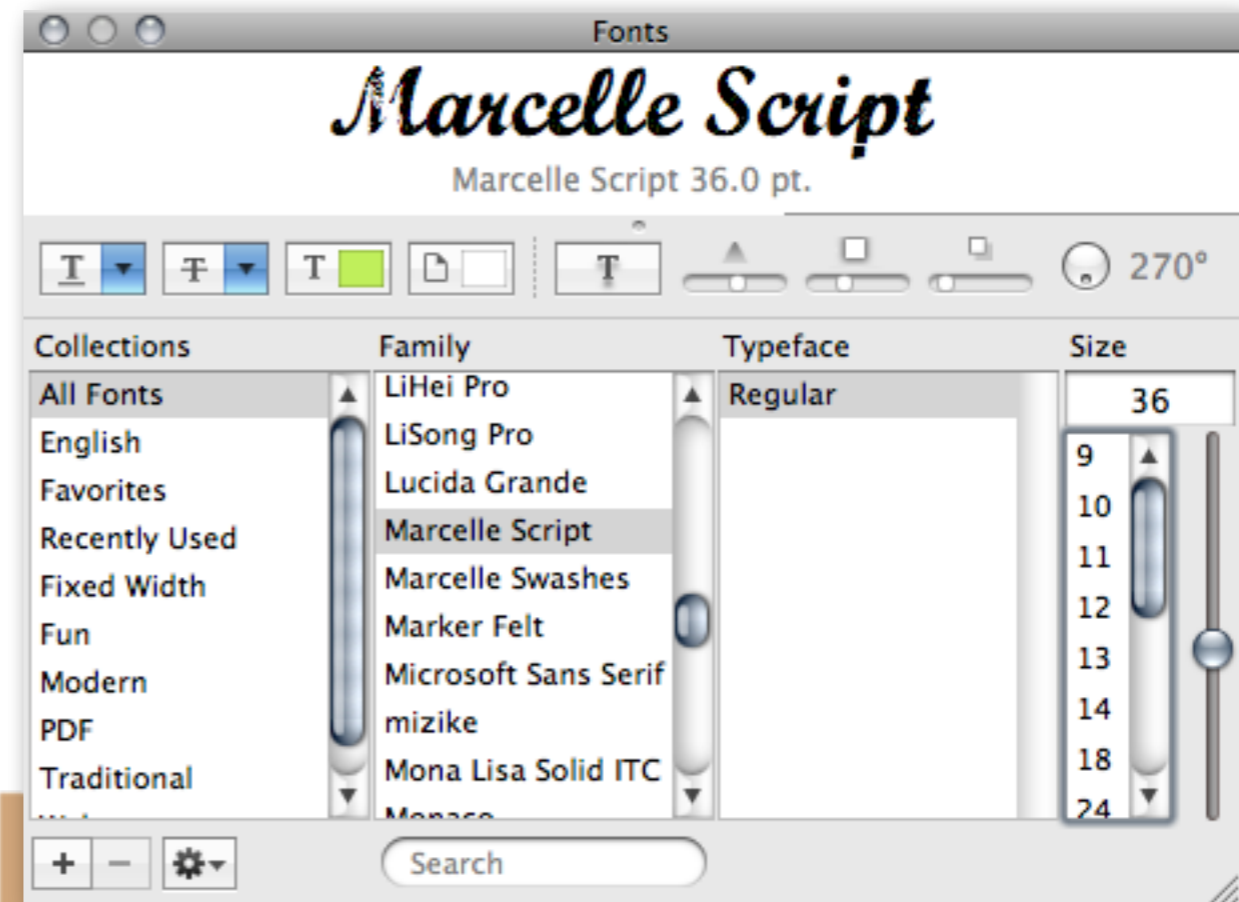 Fonts
Marcelle Script
Marcelle Script 36.0 pt.
T T T T 270°
Collections Family Typeface Size
All Fonts
English
Favorites
Recently Used
Fixed Width
Fun
Modern
PDF
Traditional
LiHei Pro
LiSong Pro
Lucida Grande
Marcelle Script
Marcelle Swashes
Marker Felt
Microsoft Sans Serif
mizike
Mona Lisa Solid ITC
Monaco
Regular
36
9
10
11
12
13
14
18
24
Search